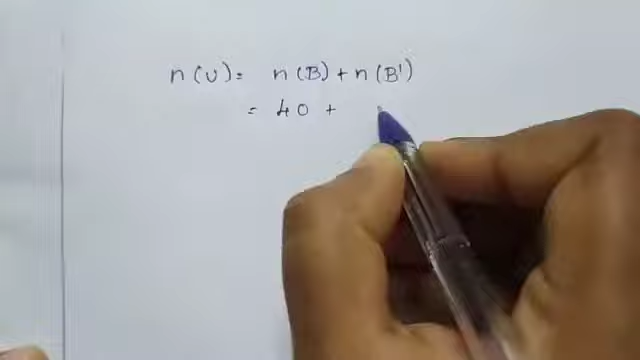 n(U) = n(B) + n(B')
= 40 +